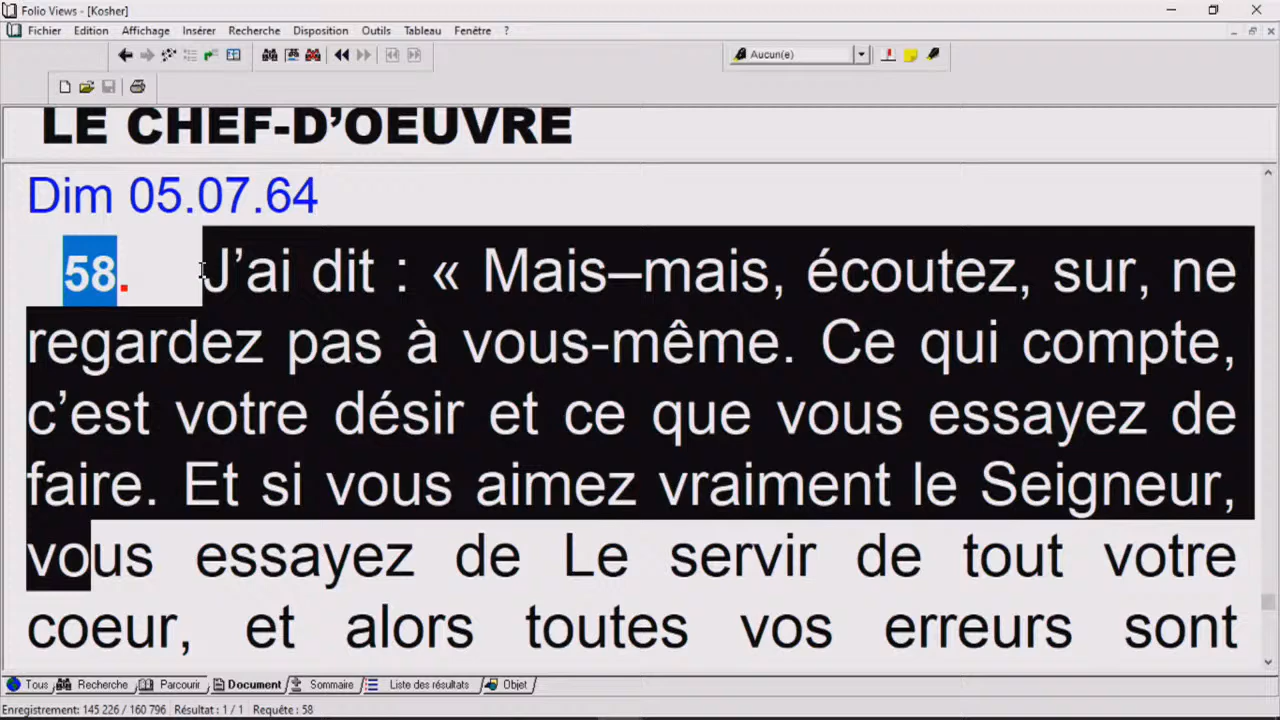 Folio Views - [Kosher]
Fichier Edition Affichage Insérer Recherche Disposition Outils Tableau Fenêtre ?
Aucun(e)
LE CHEF-D’OEUVRE
Dim 05.07.64
58. J’ai dit : « Mais–mais, écoutez, sur, ne
regardez pas à vous-même. Ce qui compte,
c’est votre désir et ce que vous essayez de
faire. Et si vous aimez vraiment le Seigneur,
vous essayez de Le servir de tout votre
coeur, et alors toutes vos erreurs sont
Tous Recherche Parcourir Document Sommaire Liste des résultats Objet
Enregistrement: 145 226 / 160 796 Résultat : 1 / 1 Requête : 58